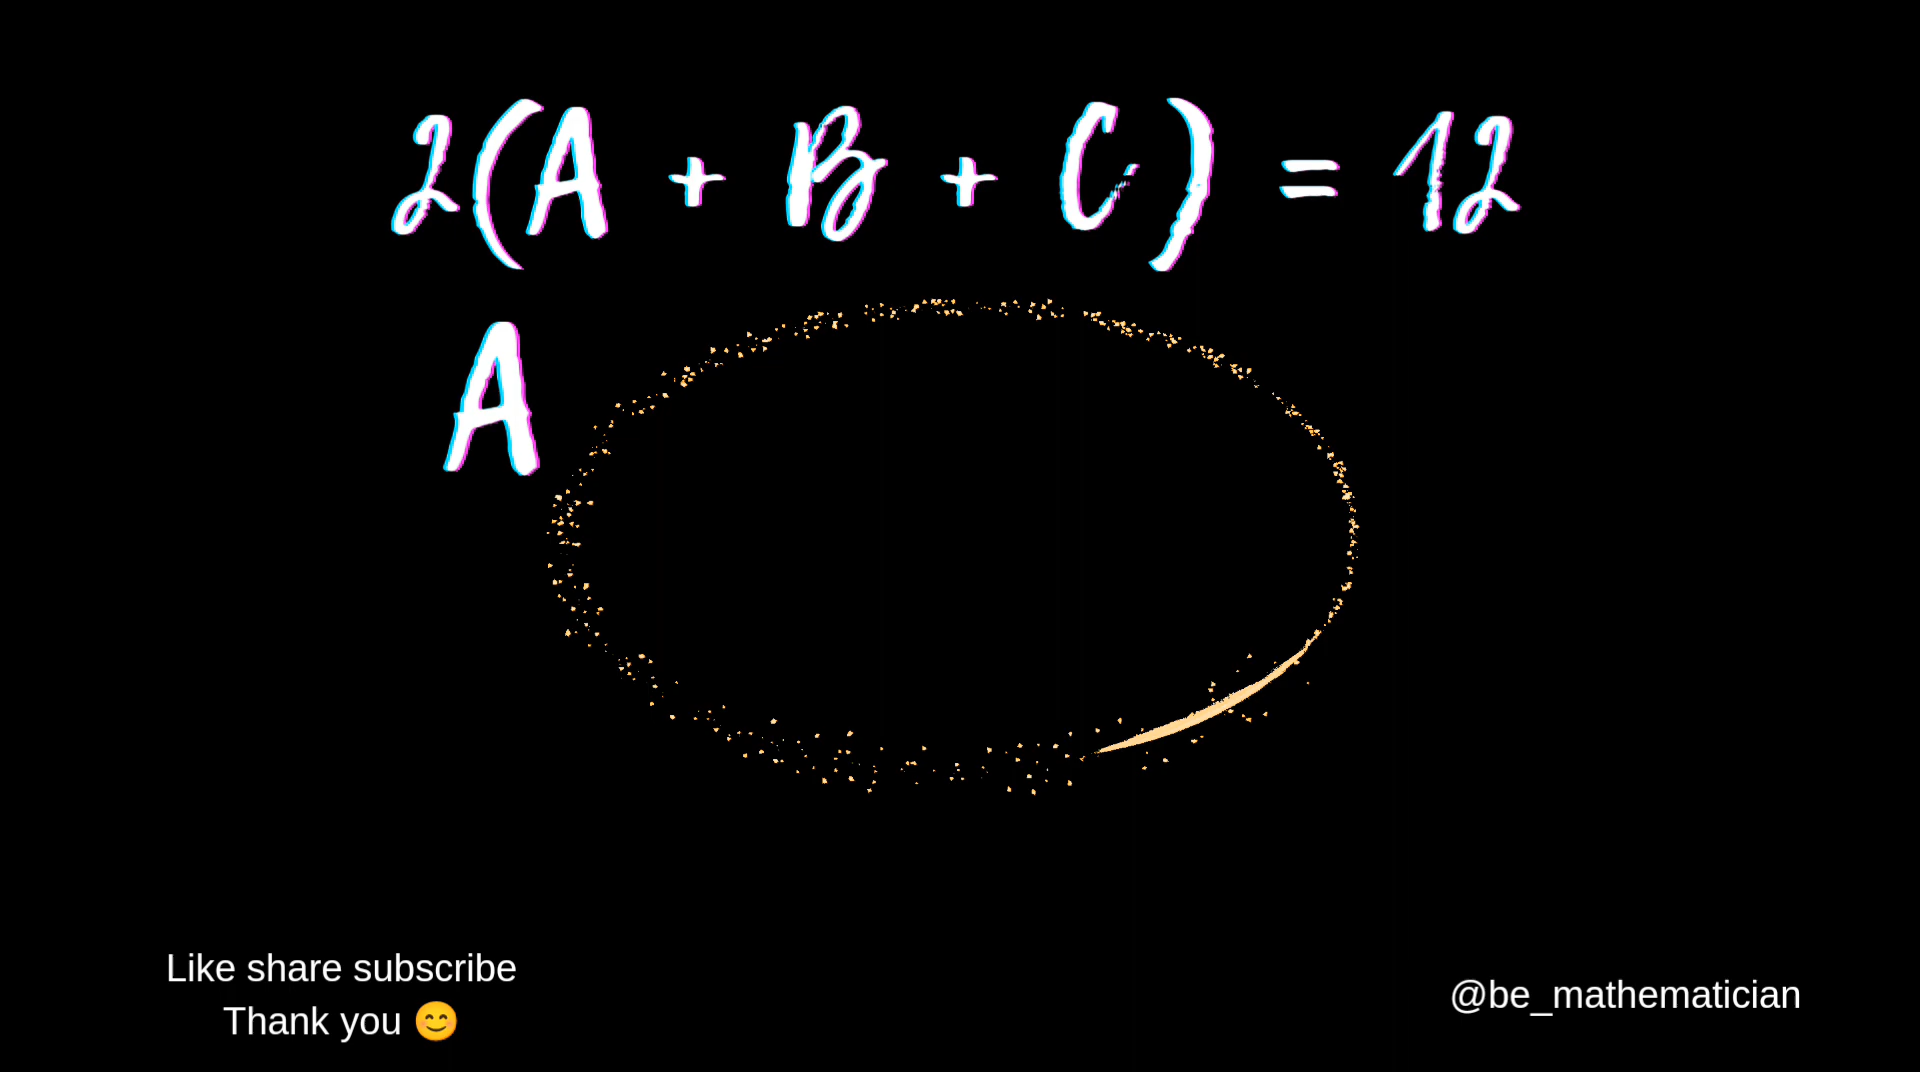 2(A + B + C) = 12
A
Like share subscribe
Thank you 😊
@be_mathematician